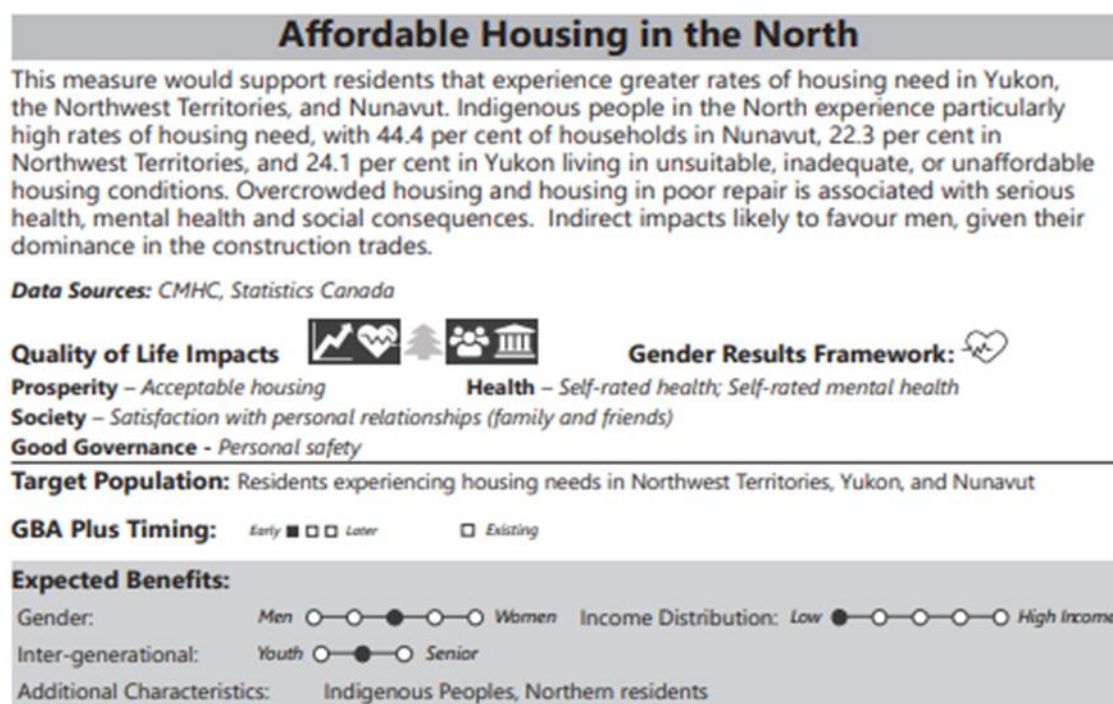 Affordable Housing in the North
This measure would support residents that experience greater rates of housing need in Yukon,
the Northwest Territories, and Nunavut. Indigenous people in the North experience particularly
high rates of housing need, with 44.4 per cent of households in Nunavut, 22.3 per cent in
Northwest Territories, and 24.1 per cent in Yukon living in unsuitable, inadequate, or unaffordable
housing conditions. Overcrowded housing and housing in poor repair is associated with serious
health, mental health and social consequences. Indirect impacts likely to favour men, given their
dominance in the construction trades.
Data Sources: CMHC, Statistics Canada
Quality of Life Impacts Gender Results Framework:
Prosperity – Acceptable housing Health – Self-rated health; Self-rated mental health
Society – Satisfaction with personal relationships (family and friends)
Good Governance - Personal safety
Target Population: Residents experiencing housing needs in Northwest Territories, Yukon, and Nunavut
GBA Plus Timing: Early Later Existing
Expected Benefits:
Gender: Men Women Income Distribution: Low High Income
Inter-generational: Youth Senior
Additional Characteristics: Indigenous Peoples, Northern residents